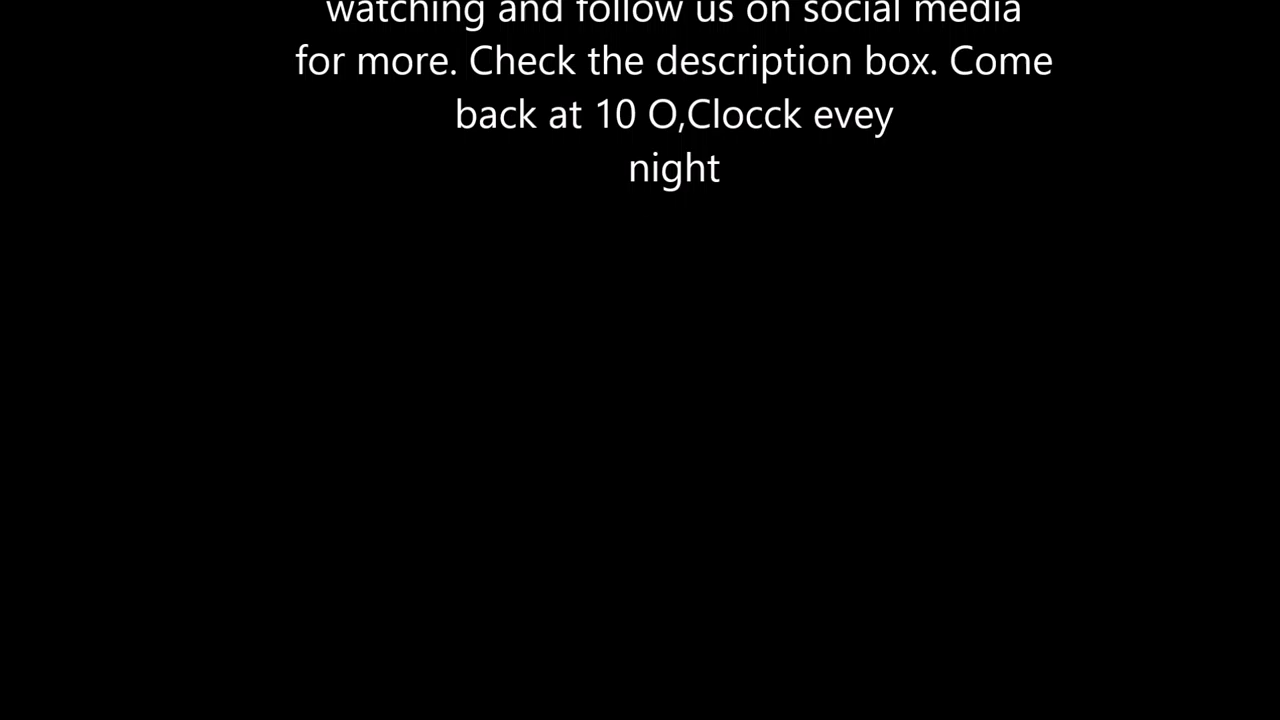 watching and follow us on social media
for more. Check the description box. Come
back at 10 O,Clocck evey
night